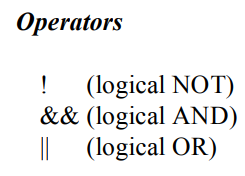 Operators
! (logical NOT)
&& (logical AND)
|| (logical OR)